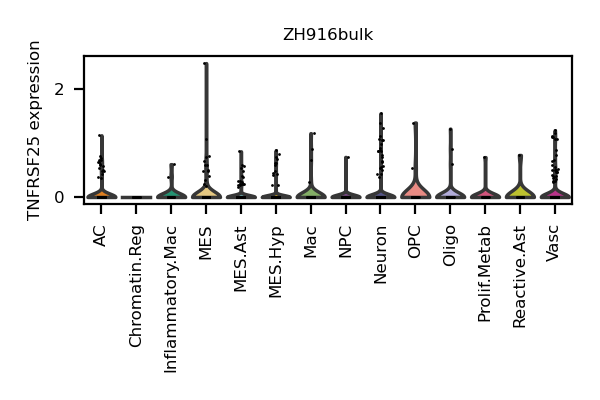 ZH916bulk
TNFRSF25 expression
2
0
AC
Chromatin.Reg
Inflammatory.Mac
MES
MES.Ast
MES.Hyp
Mac
NPC
Neuron
OPC
Oligo
Prolif.Metab
Reactive.Ast
Vasc